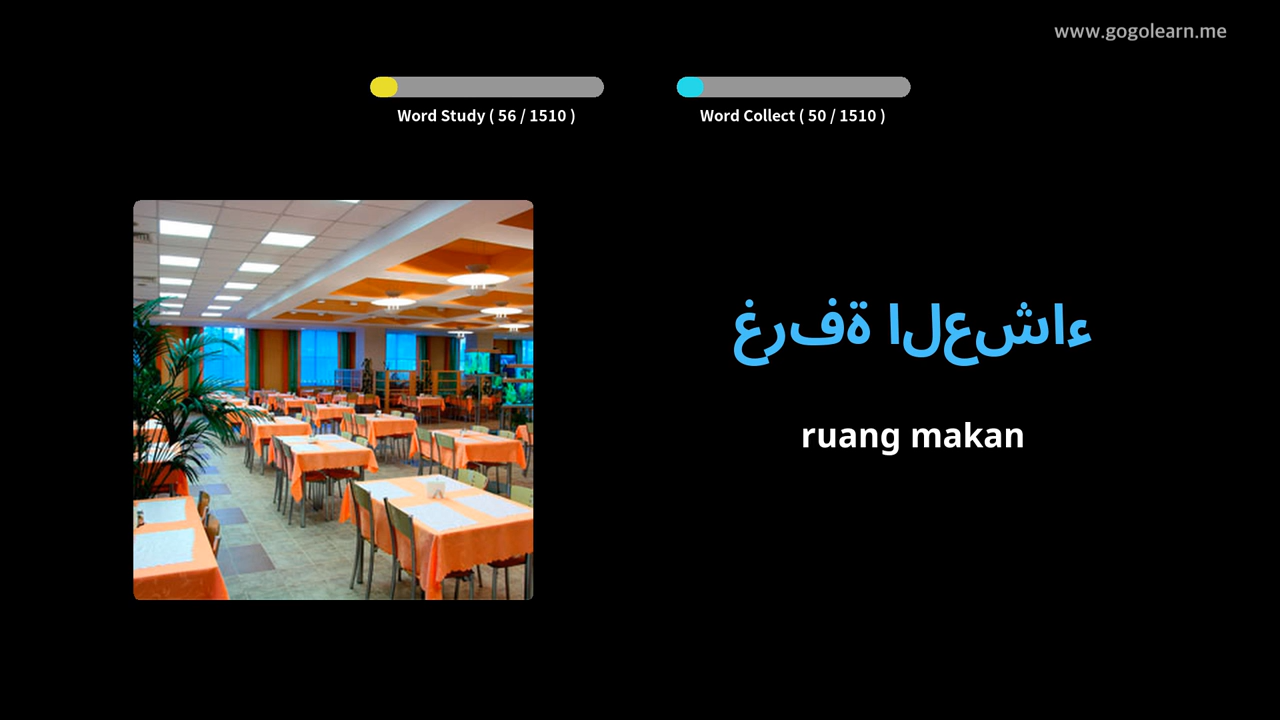 www.gogolearn.me
Word Study ( 56 / 1510 )
Word Collect ( 50 / 1510 )
غرفة العشاء
ruang makan